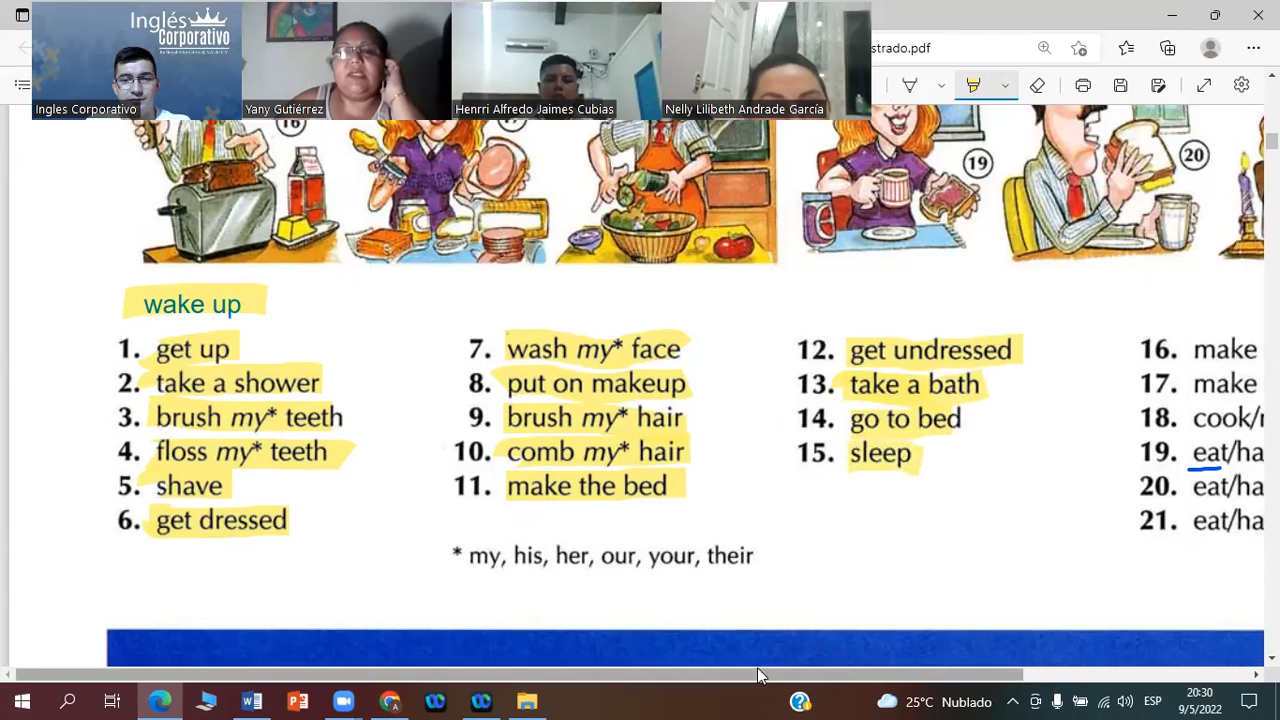 Inglés
Corporativo
Ingles Corporativo
Yany Gutiérrez
Henrri Alfredo Jaimes Cubias
Nelly Lilibeth Andrade García
strado.pdf
16
19
20
wake up
1. get up
2. take a shower
3. brush my* teeth
4. floss my* teeth
5. shave
6. get dressed
7. wash my* face
8. put on makeup
9. brush my* hair
10. comb my* hair
11. make the bed
* my, his, her, our, your, their
12. get undressed
13. take a bath
14. go to bed
15. sleep
16. make
17. make
18. cook/
19. eat/ha
20. eat/ha
21. eat/ha
25°C Nublado
ESP
20:30
9/5/2022